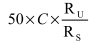 50 × C × R_U / R_S